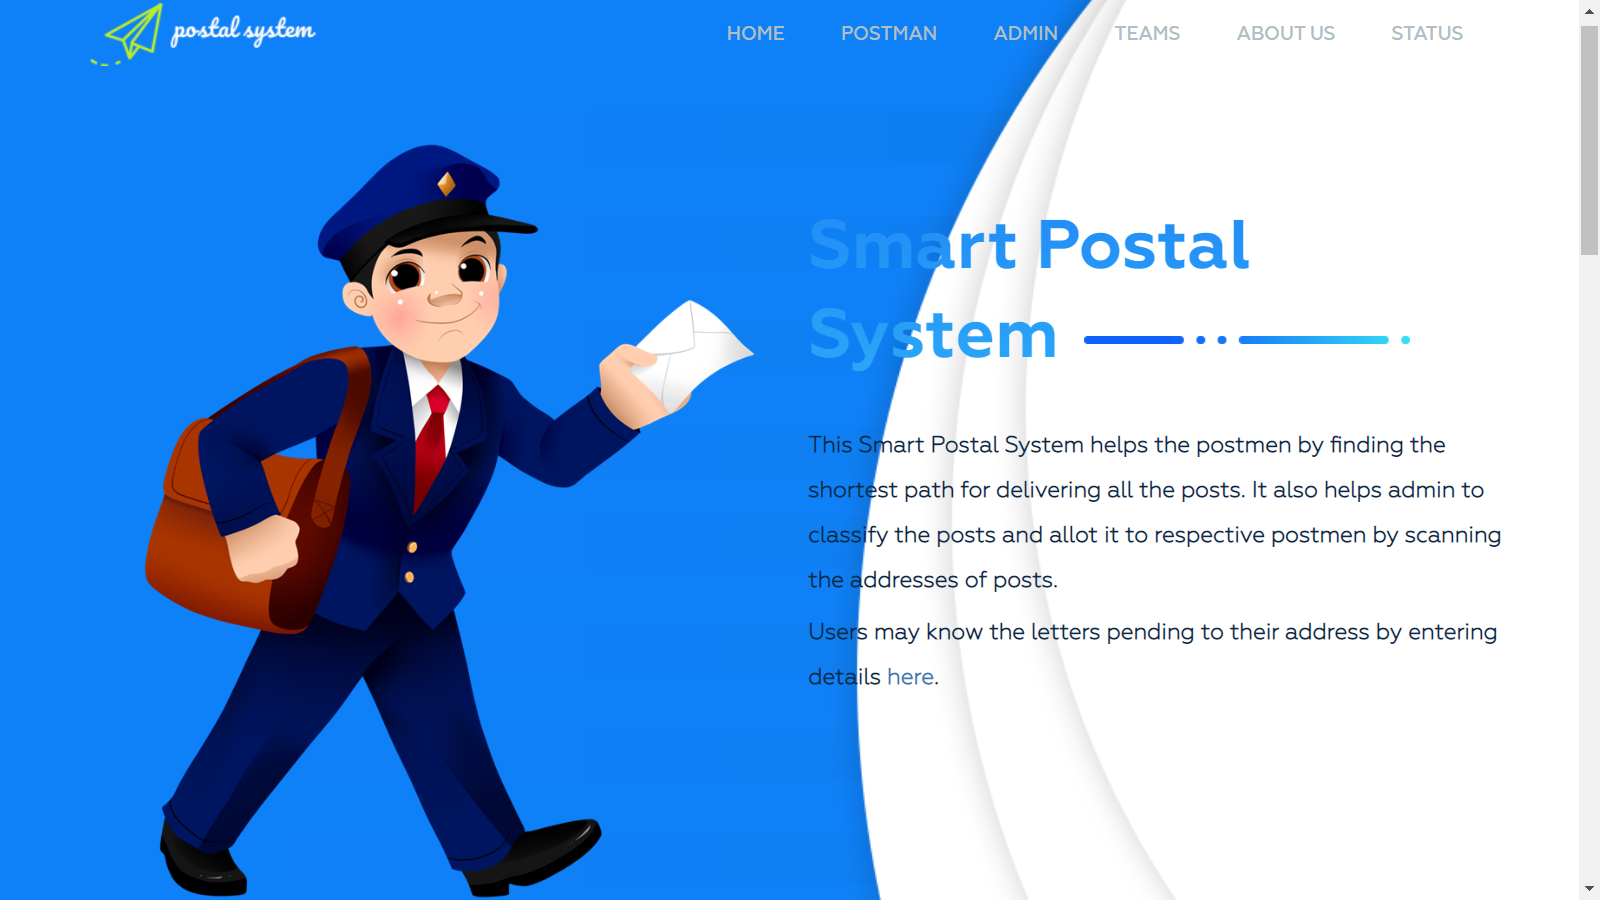 postal system
HOME POSTMAN ADMIN TEAMS ABOUT US STATUS
Smart Postal
System
This Smart Postal System helps the postmen by finding the
shortest path for delivering all the posts. It also helps admin to
classify the posts and allot it to respective postmen by scanning
the addresses of posts.
Users may know the letters pending to their address by entering
details here.